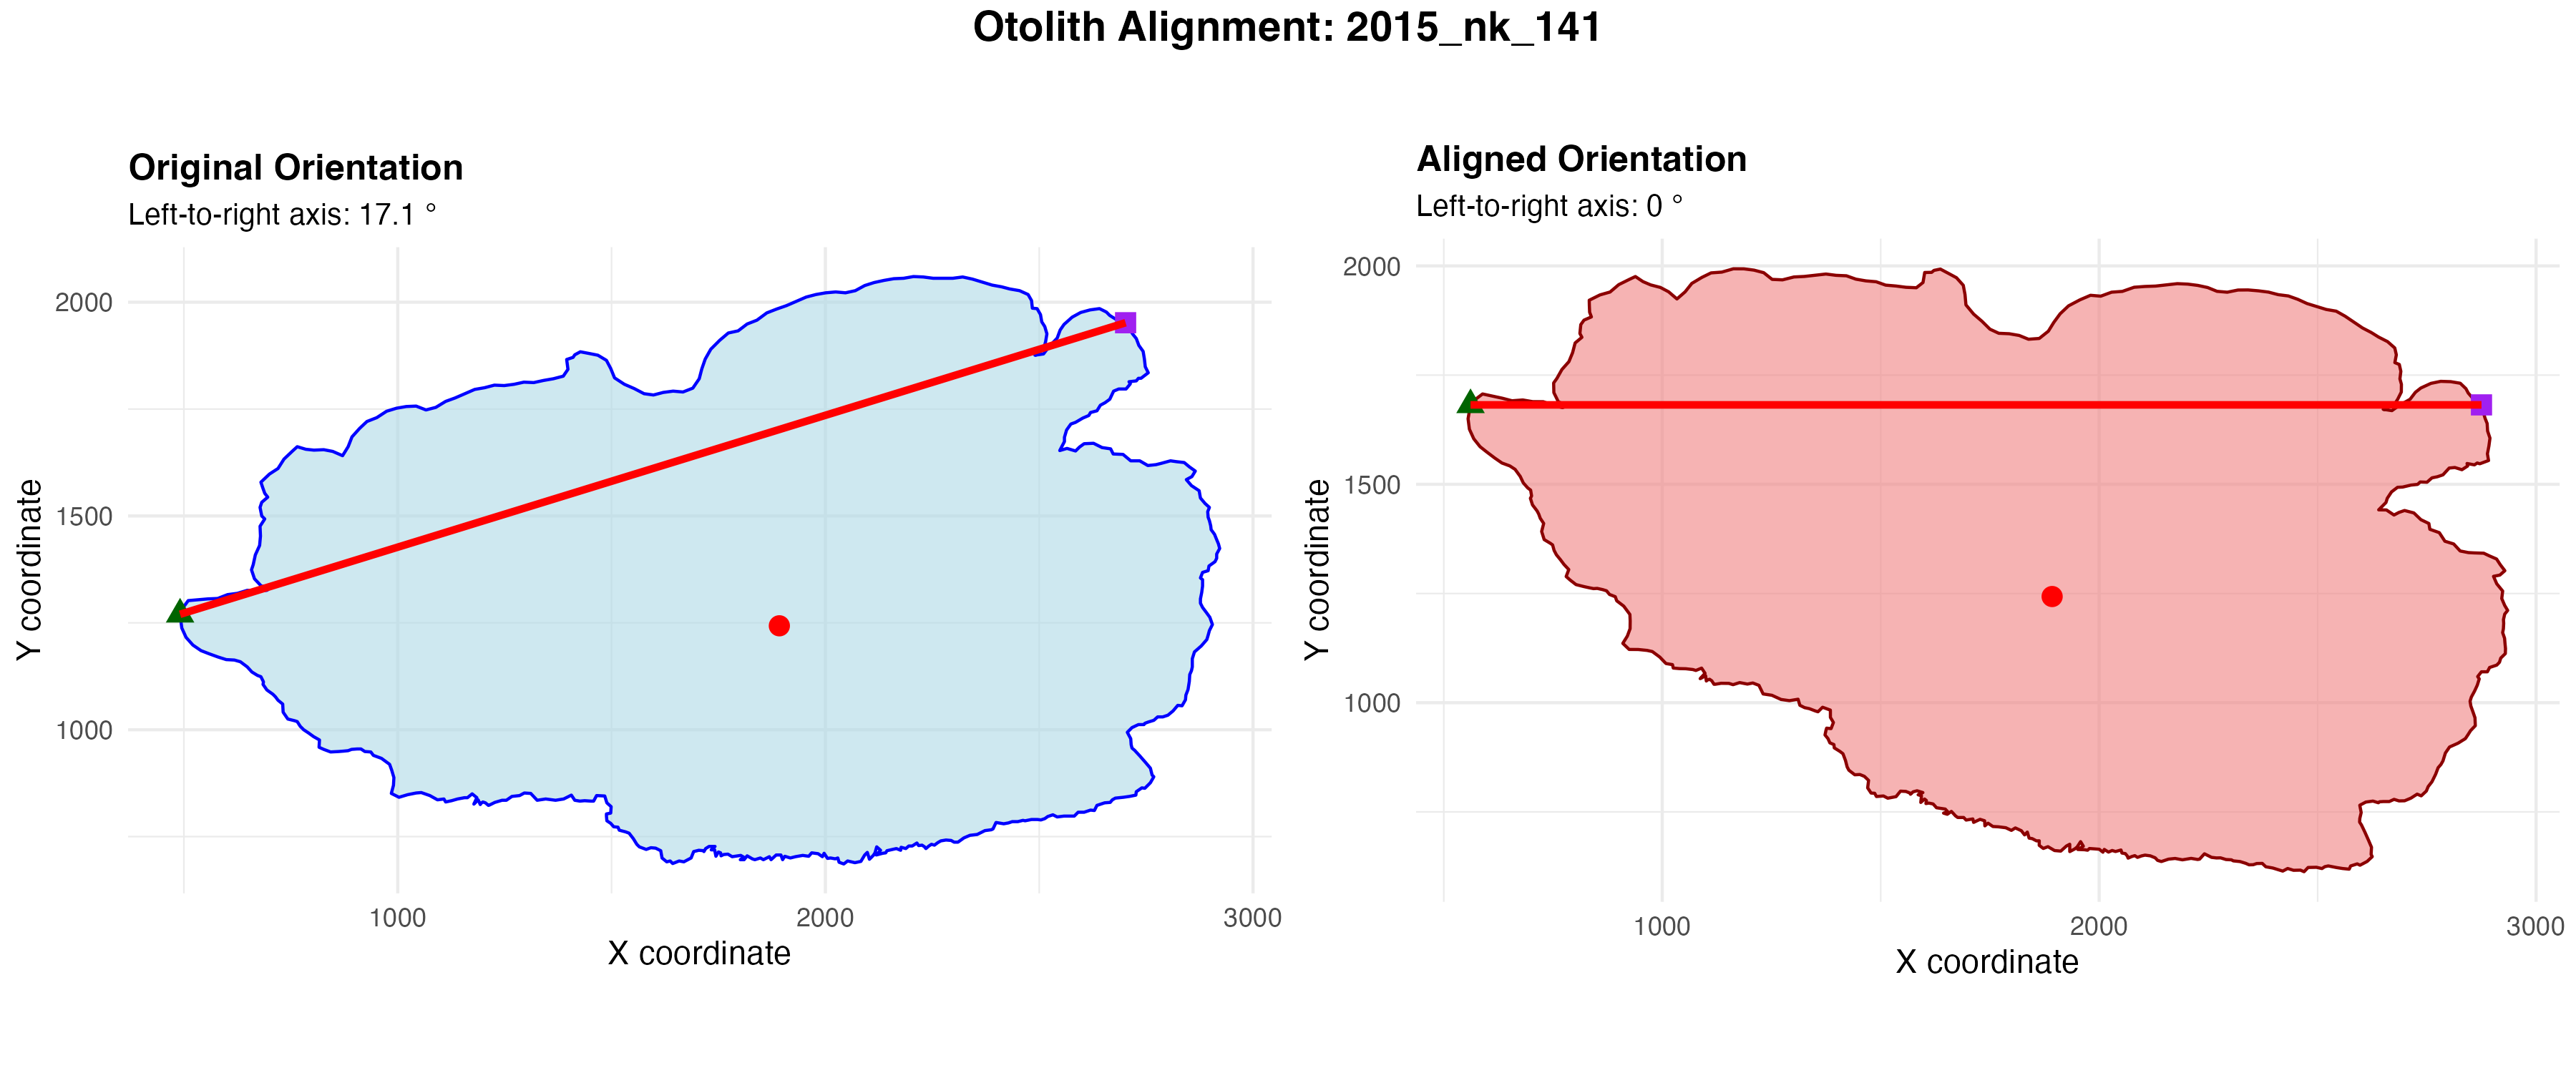 Otolith Alignment: 2015_nk_141
Original Orientation
Left-to-right axis: 17.1 °
2000
1500
1000
Y coordinate
1000
2000
3000
X coordinate
Aligned Orientation
Left-to-right axis: 0 °
2000
1500
1000
Y coordinate
1000
2000
3000
X coordinate